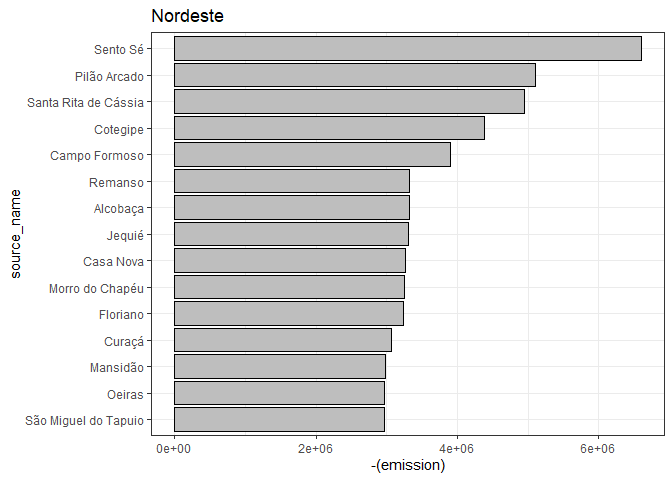 Nordeste
Sento Sé
Pilão Arcado
Santa Rita de Cássia
Cotegipe
Campo Formoso
Remanso
Alcobaça
Jequié
Casa Nova
Morro do Chapéu
Floriano
Curaçá
Mansidão
Oeiras
São Miguel do Tapuio
source_name
0e+00 2e+06 4e+06 6e+06
-(emission)